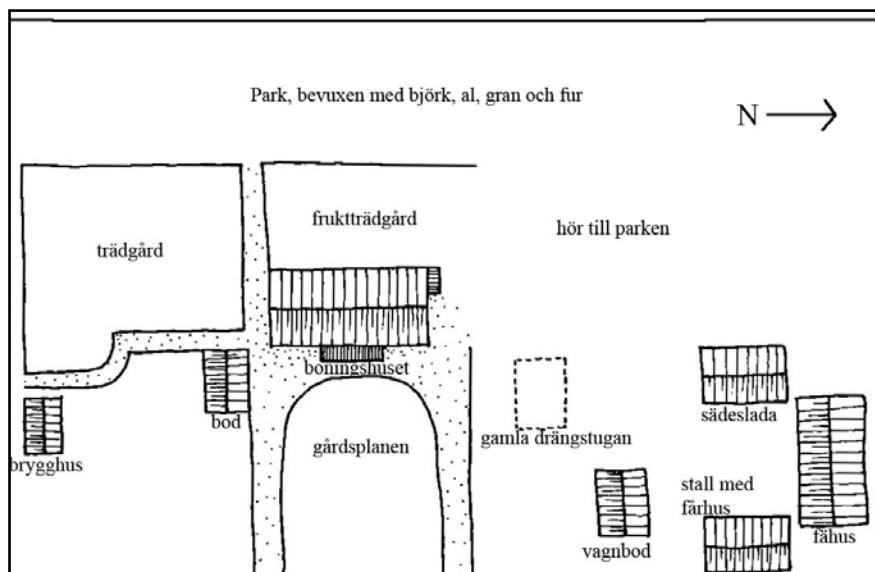 Park, bevuxen med björk, al, gran och fur
N
fruktträdgård
hör till parken
trädgård
boningshuset
bod
gårdsplanen
gamla drängstugan
sädeslada
brygghus
stall med
fårhus
vagnbod
fähus